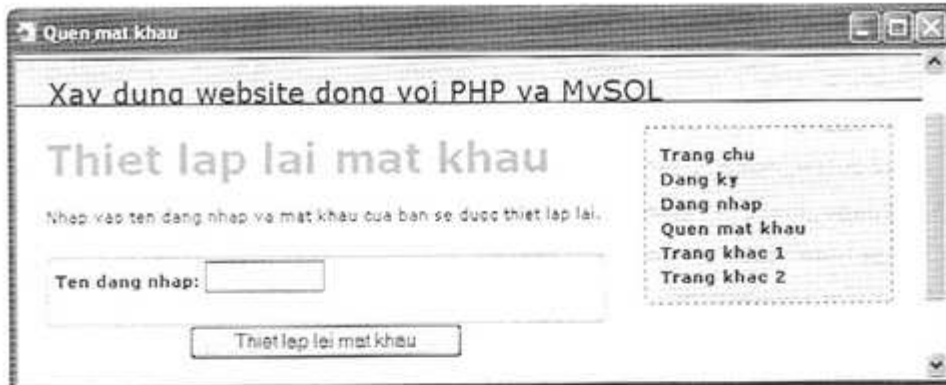 Quen mat khau
Xay dung website dong voi PHP va MySQL
Thiet lap lai mat khau
Nhap vao ten dang nhap va mat khau cua ban se duoc thiet lap lai.
Ten dang nhap:
Thiet lap lai mat khau
Trang chu
Dang ky
Dang nhap
Quen mat khau
Trang khac 1
Trang khac 2